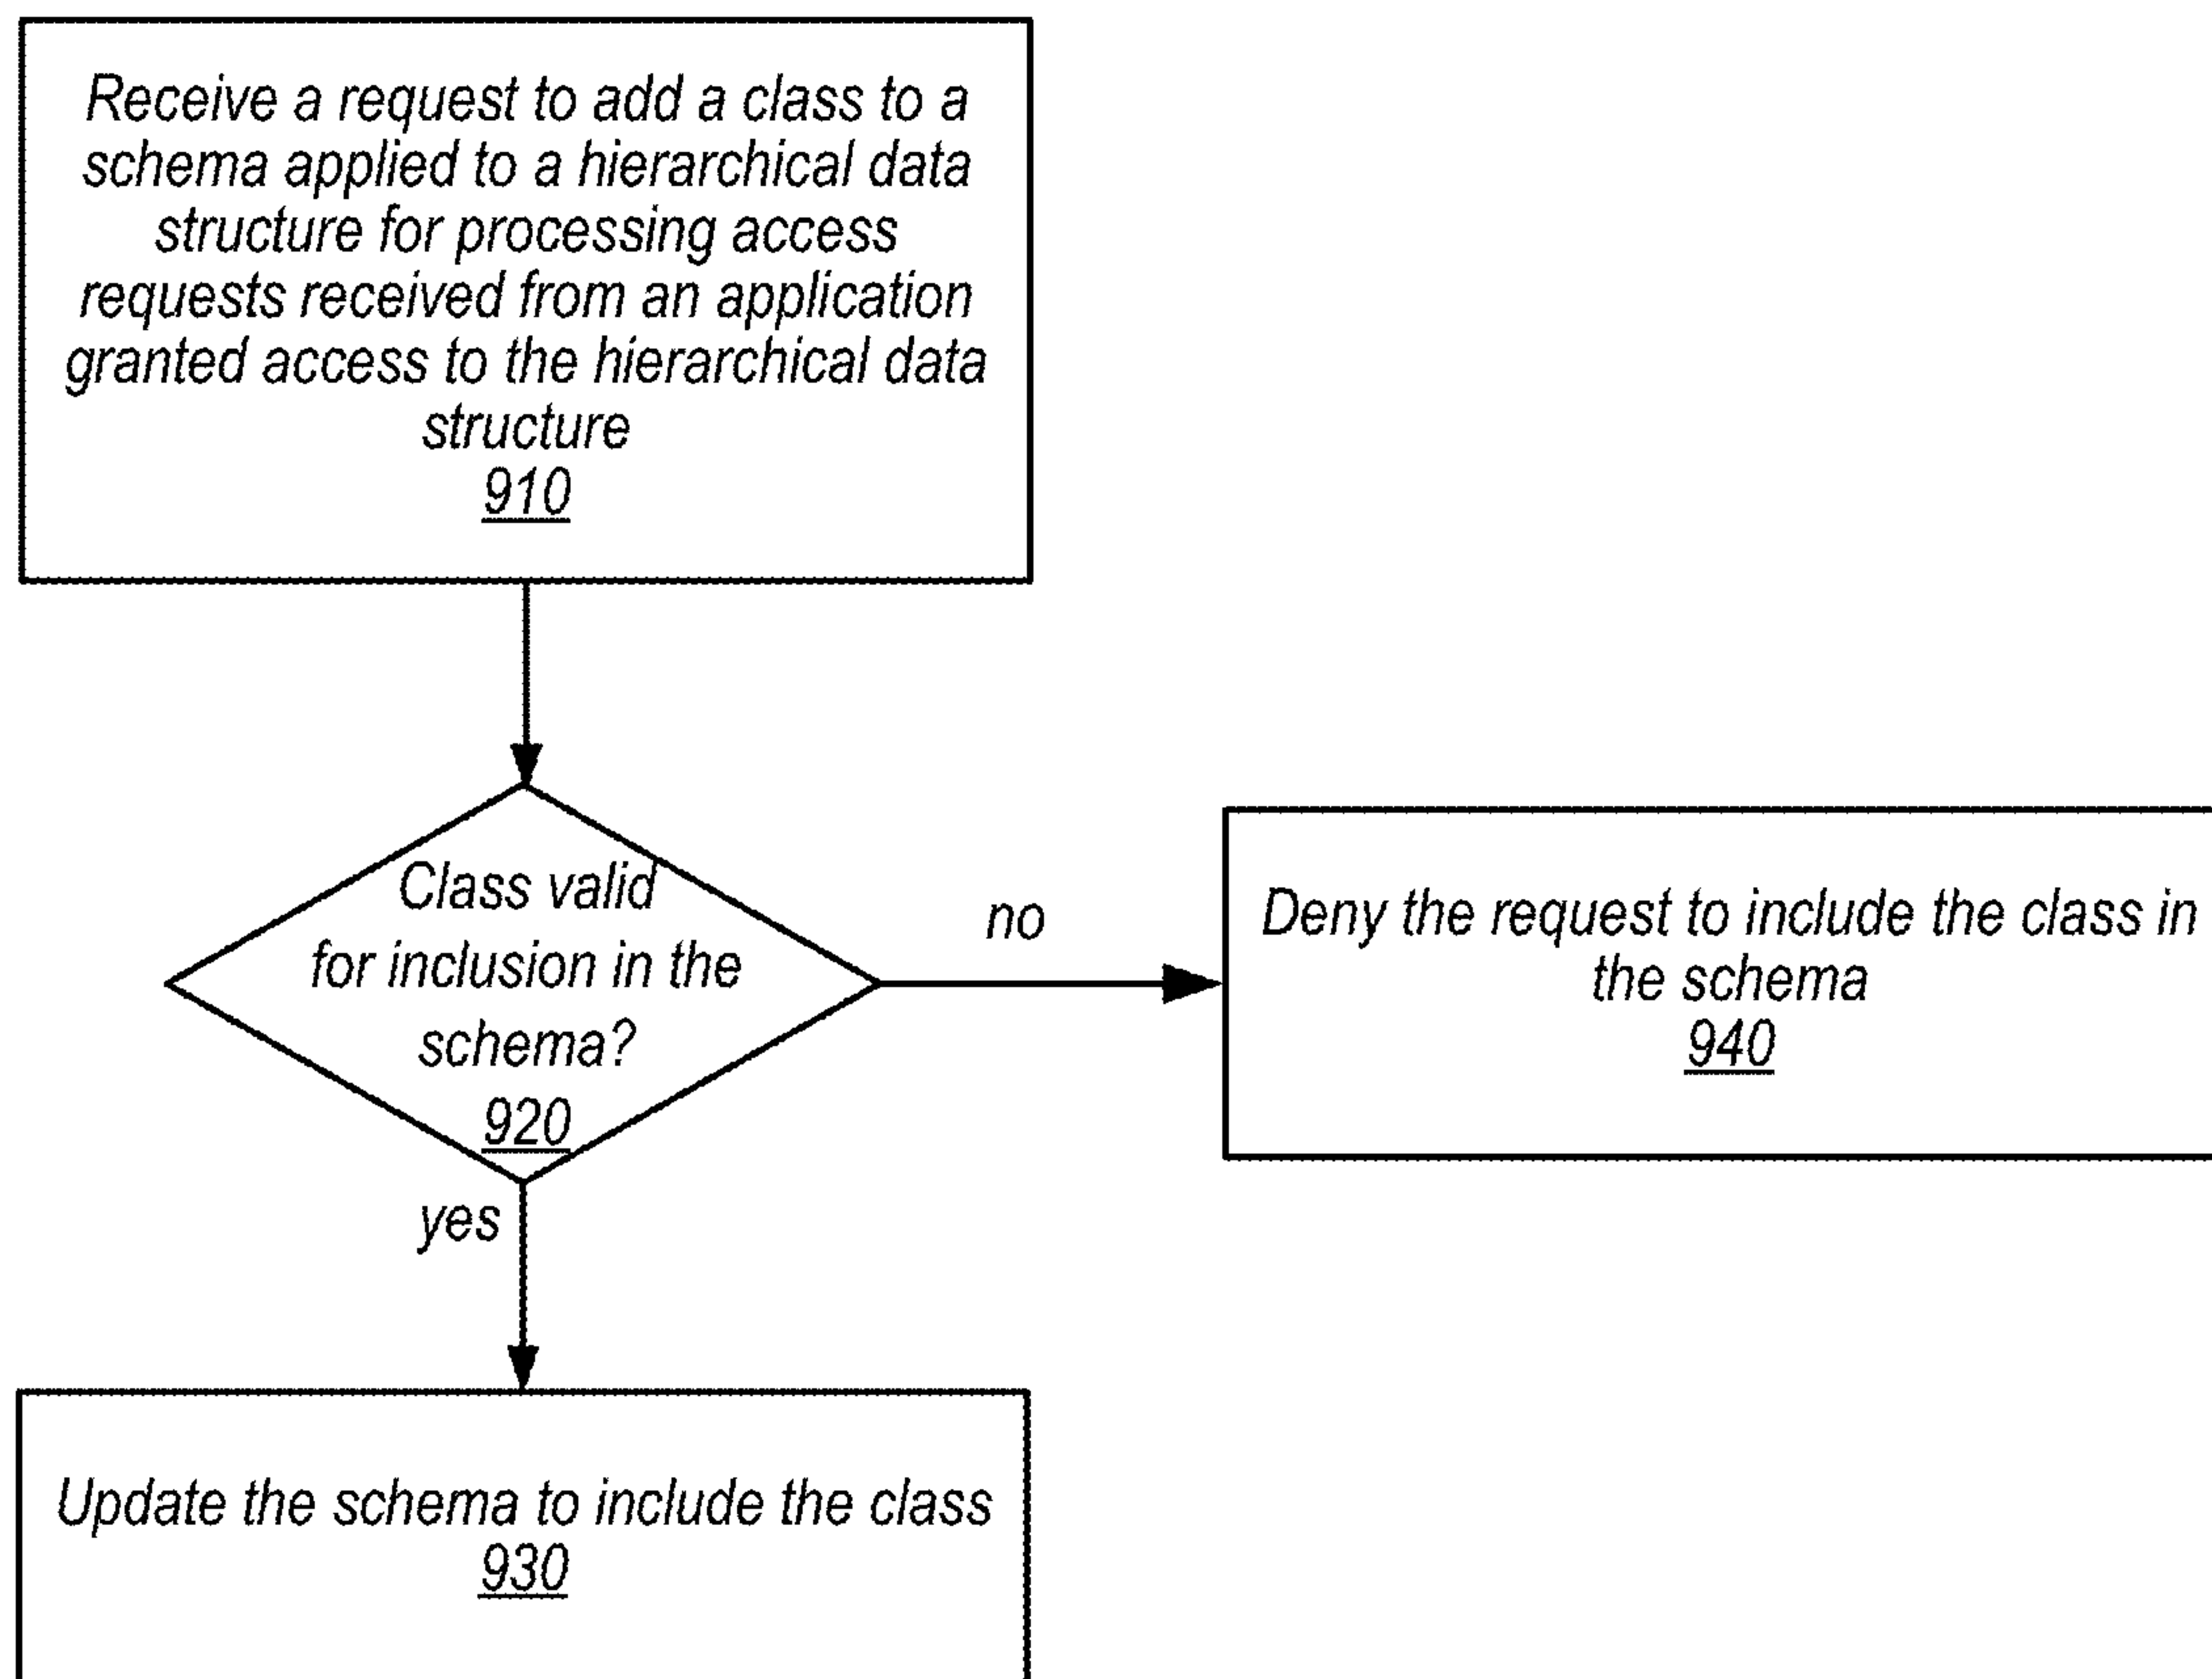 Receive a request to add a class to a
schema applied to a hierarchical data
structure for processing access
requests received from an application
granted access to the hierarchical data
structure
910
Class valid
for inclusion in the
schema?
920
no
Deny the request to include the class in
the schema
940
yes
Update the schema to include the class
930